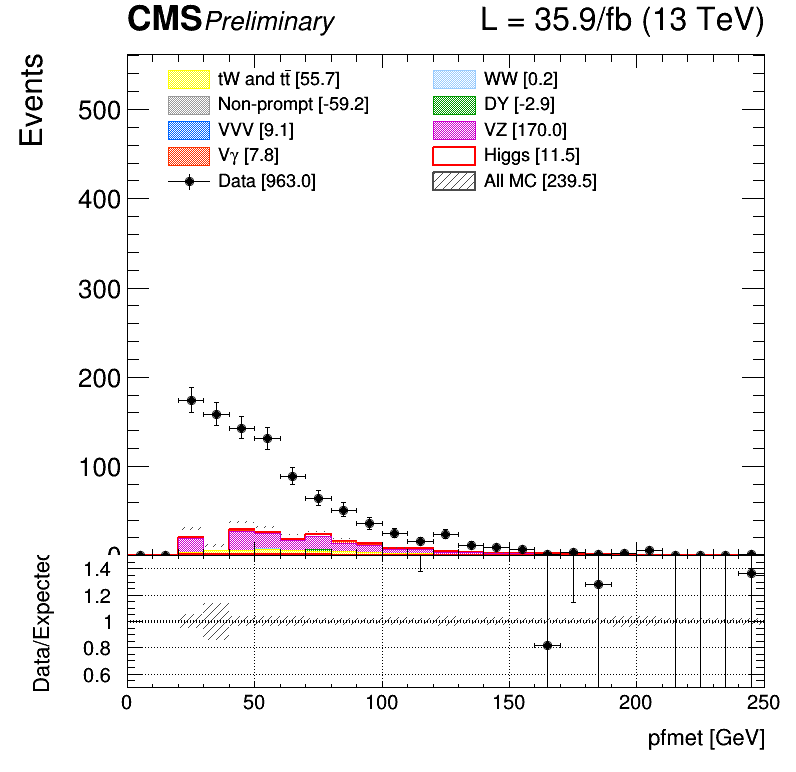 CMS Preliminary L = 35.9/fb (13 TeV)
Events
tW and tt̄ [55.7] WW [0.2]
Non-prompt [-59.2] DY [-2.9]
VVV [9.1] VZ [170.0]
Vγ [7.8] Higgs [11.5]
Data [963.0] All MC [239.5]
500
400
300
200
100
0
Data/Expected
1.4
1.2
1
0.8
0.6
0 50 100 150 200 250
pfmet [GeV]